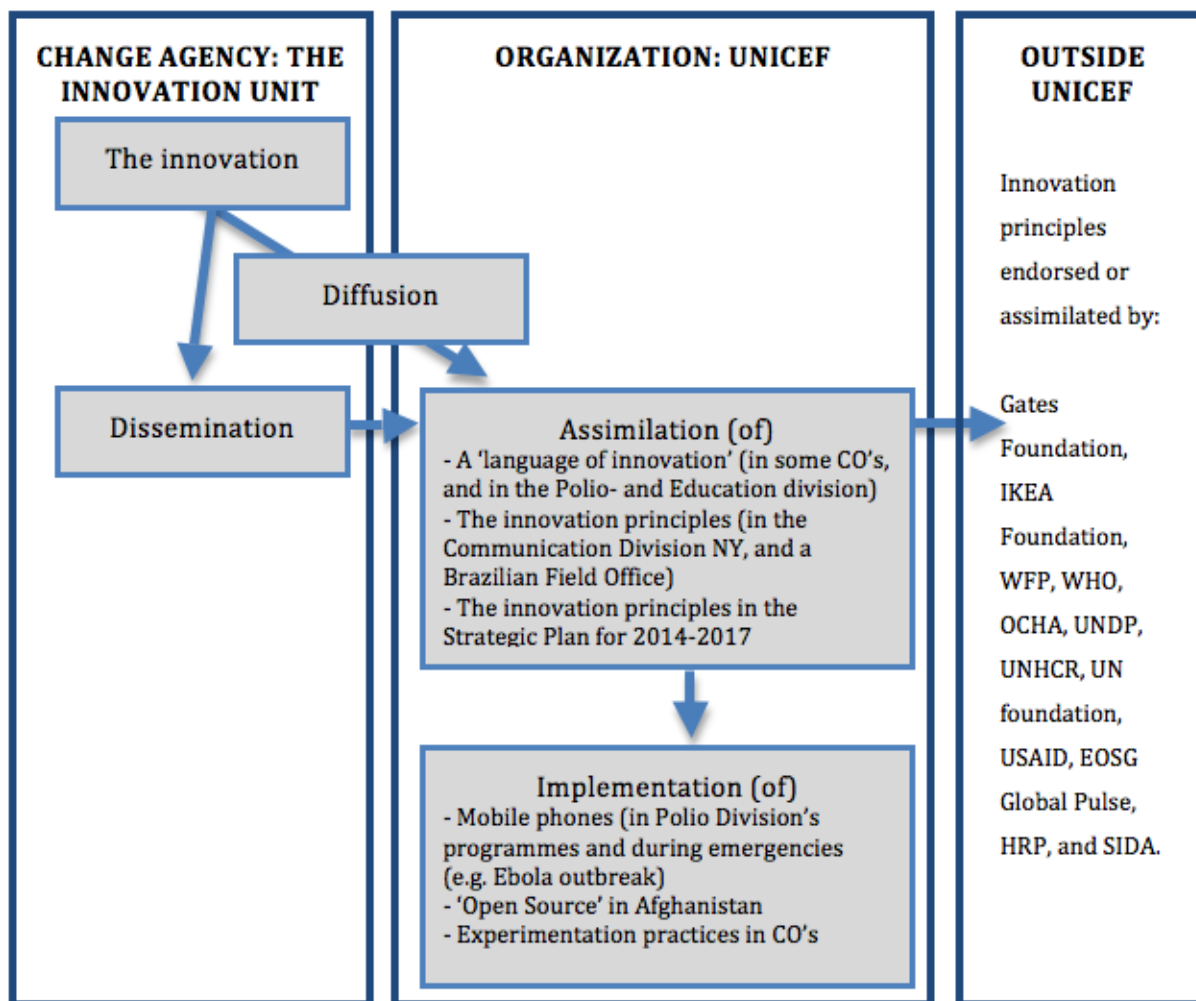 CHANGE AGENCY: THE
INNOVATION UNIT
The innovation
Diffusion
Dissemination
ORGANIZATION: UNICEF
Assimilation (of)
- A ‘language of innovation’ (in some CO’s,
and in the Polio- and Education division)
- The innovation principles (in the
Communication Division NY, and a
Brazilian Field Office)
- The innovation principles in the
Strategic Plan for 2014-2017
Implementation (of)
- Mobile phones (in Polio Division’s
programmes and during emergencies
(e.g. Ebola outbreak)
- ‘Open Source’ in Afghanistan
- Experimentation practices in CO’s
OUTSIDE
UNICEF
Innovation
principles
endorsed or
assimilated by:
Gates
Foundation,
IKEA
Foundation,
WFP, WHO,
OCHA, UNDP,
UNHCR, UN
foundation,
USAID, EOSG
Global Pulse,
HRP, and SIDA.